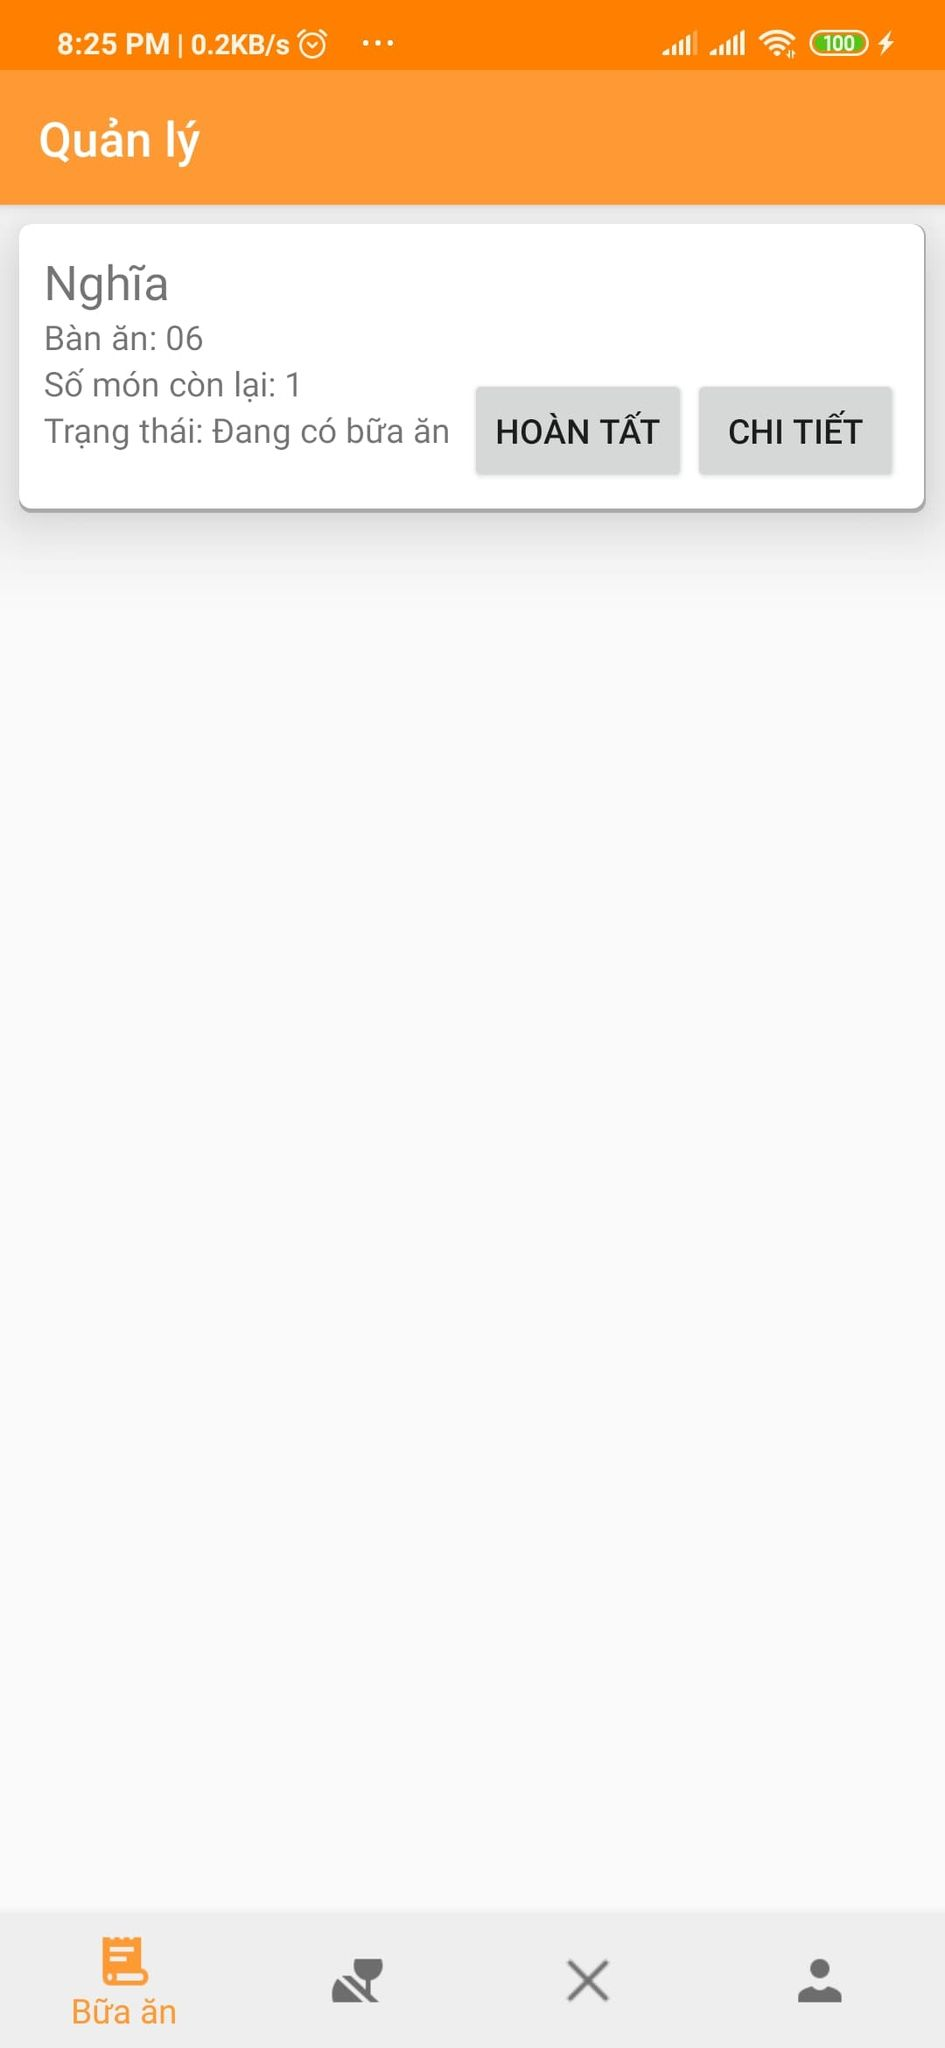 8:25 PM | 0.2KB/s ... 100
Quản lý
Nghĩa
Bàn ăn: 06
Số món còn lại: 1
Trạng thái: Đang có bữa ăn
HOÀN TẤT
CHI TIẾT
Bữa ăn